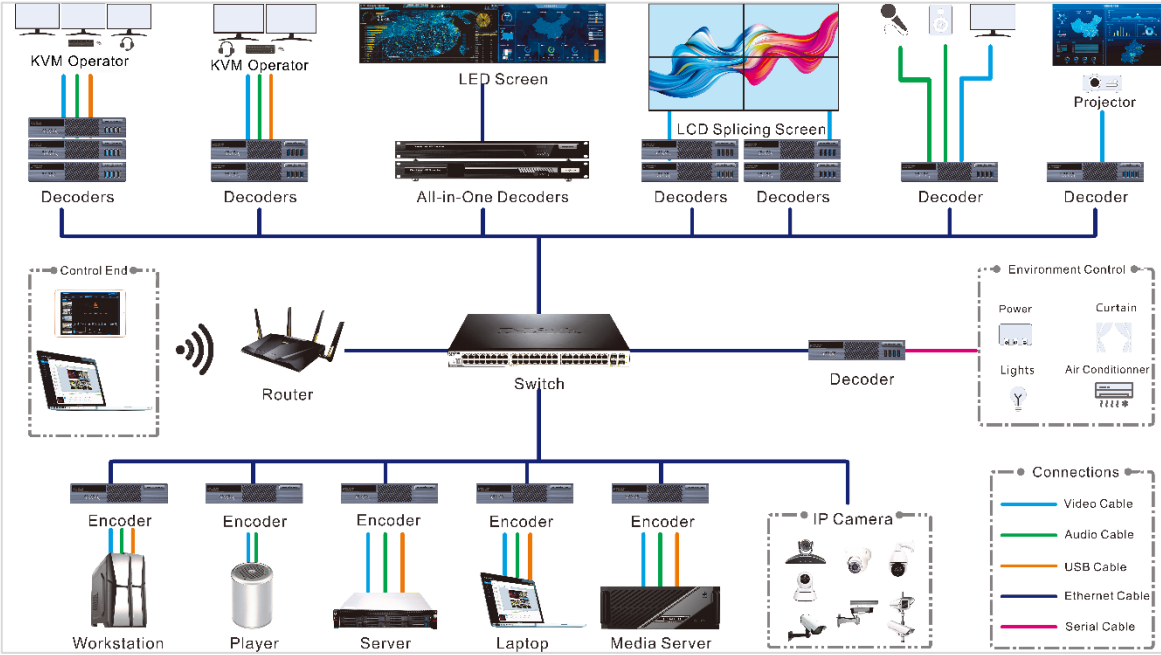 KVM Operator
KVM Operator
LED Screen
LCD Splicing Screen
Projector
Decoders
Decoders
All-in-One Decoders
Decoders
Decoders
Decoder
Decoder
Control End
Router
Switch
Decoder
Environment Control
Power
Curtain
Lights
Air Conditionner
Encoder
Encoder
Encoder
Encoder
Encoder
IP Camera
Workstation
Player
Server
Laptop
Media Server
Connections
Video Cable
Audio Cable
USB Cable
Ethernet Cable
Serial Cable